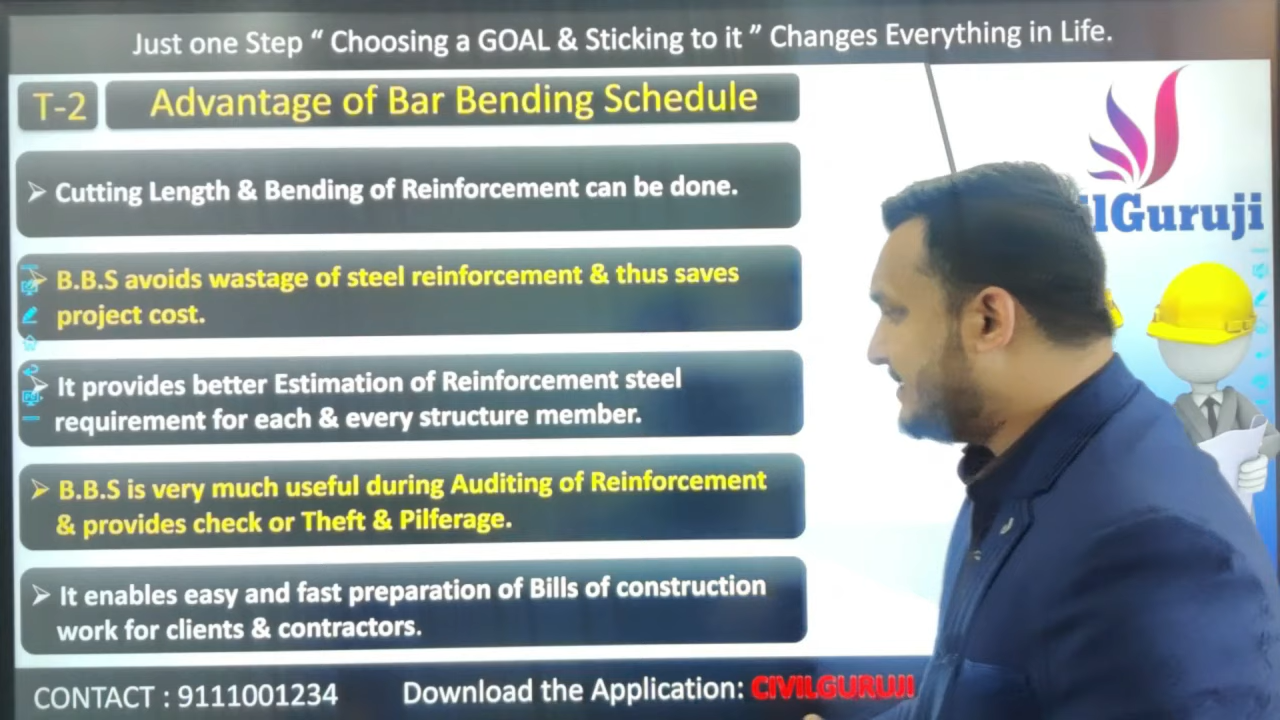 Just one Step “ Choosing a GOAL & Sticking to it ” Changes Everything in Life.
T-2
Advantage of Bar Bending Schedule
➢ Cutting Length & Bending of Reinforcement can be done.
➢ B.B.S avoids wastage of steel reinforcement & thus saves
project cost.
➢ It provides better Estimation of Reinforcement steel
requirement for each & every structure member.
➢ B.B.S is very much useful during Auditing of Reinforcement
& provides check or Theft & Pilferage.
➢ It enables easy and fast preparation of Bills of construction
work for clients & contractors.
lGuruji
CONTACT : 9111001234
Download the Application: CIVILGURUJI